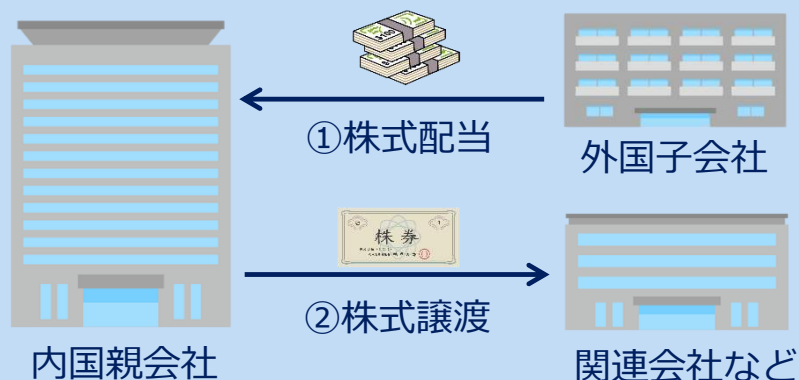 ①株式配当
外国子会社
株券
②株式譲渡
内国親会社
関連会社など